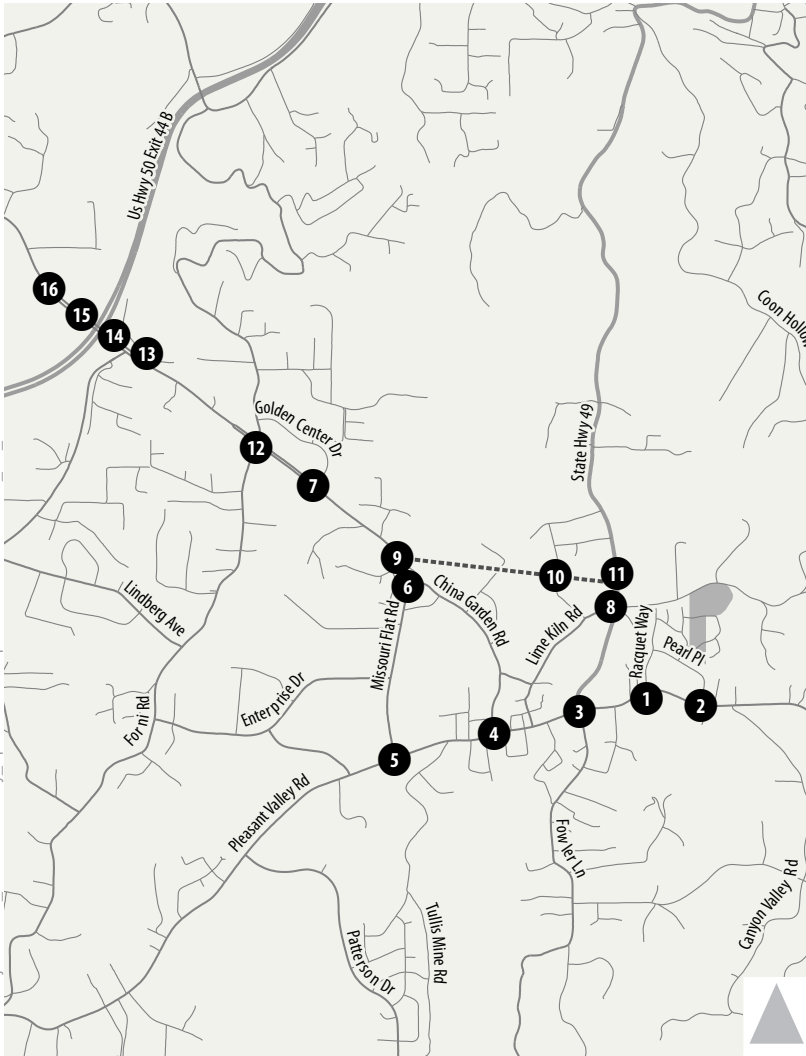 Us Hwy 50 Exit 44 B
16
15
14
13
Coon Hollow
Golden Center Dr
State Hwy 49
12
7
9
10
11
6
China Garden Rd
8
Lindberg Ave
Missouri Flat Rd
Lime Kiln Rd
Racquet Way
Pearl Pl
Forni Rd
Enterprise Dr
1
2
3
4
5
Pleasant Valley Rd
Fowler Ln
Canyon Valley Rd
Tullis Mine Rd
Patterson Dr